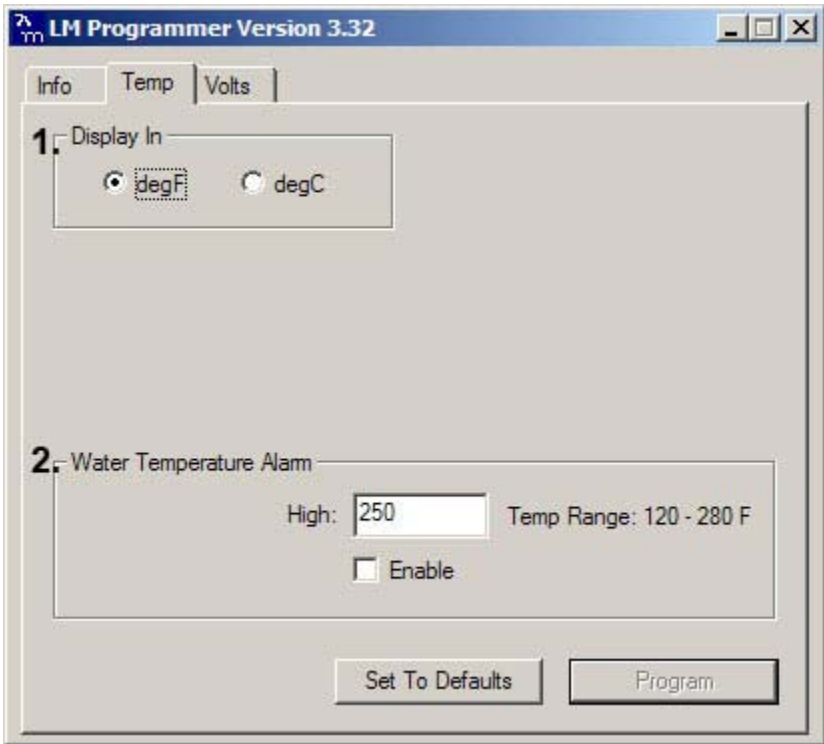 LM Programmer Version 3.32
Info Temp Volts
1. Display In
degF degC
2. Water Temperature Alarm
High: 250 Temp Range: 120 - 280 F
Enable
Set To Defaults Program